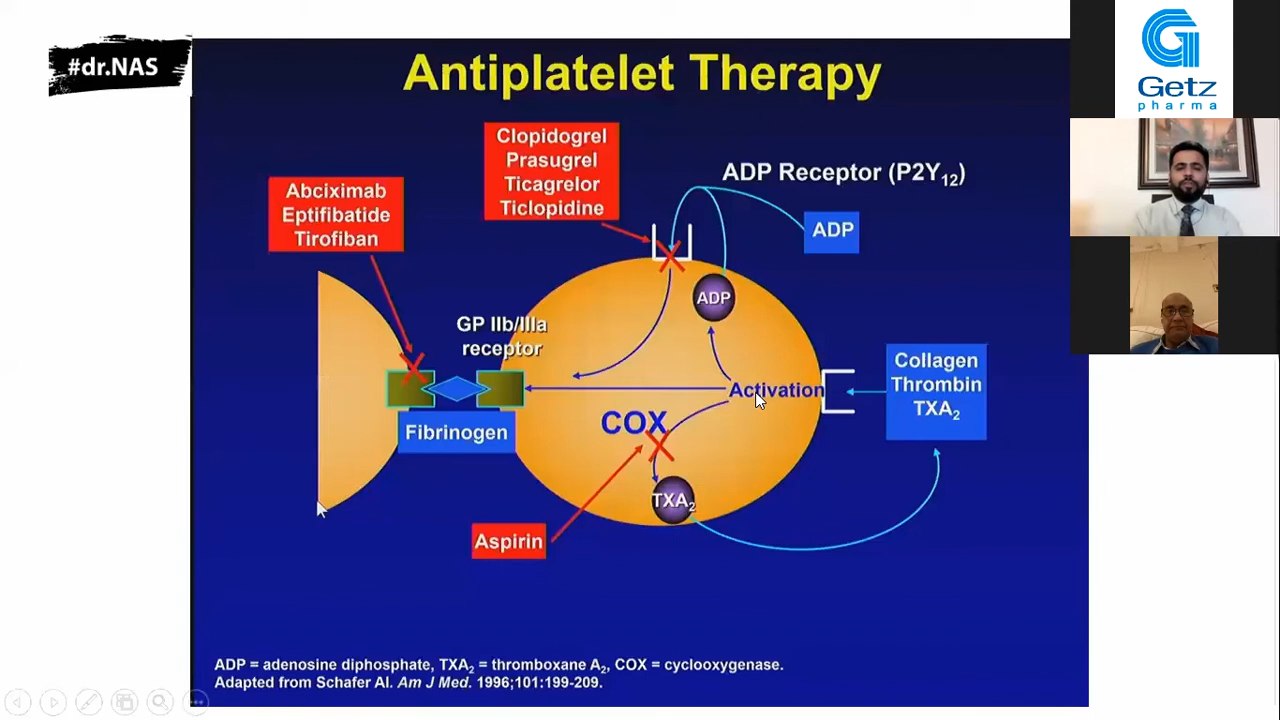 #dr.NAS
Getz
pharma
Antiplatelet Therapy
Clopidogrel
Prasugrel
Ticagrelor
Ticlopidine
ADP Receptor (P2Y₁₂)
Abciximab
Eptifibatide
Tirofiban
ADP
ADP
GP IIb/IIIa
receptor
Activation
Collagen
Thrombin
TXA₂
COX
Fibrinogen
TXA₂
Aspirin
ADP = adenosine diphosphate, TXA₂ = thromboxane A₂, COX = cyclooxygenase.
Adapted from Schafer AI. Am J Med. 1996;101:199-209.